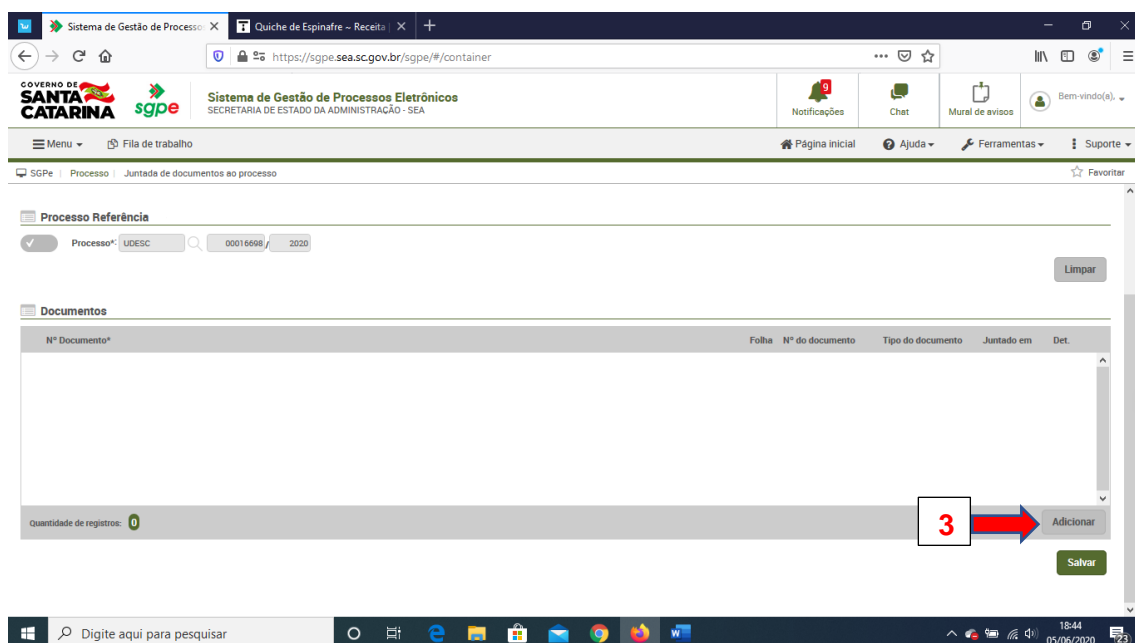 Sistema de Gestão de Processo:
Quiche de Espinafre ~ Receita |
https://sgpe.sea.sc.gov.br/sgpe/#/container
GOVERNO DE
SANTA
CATARINA
sgpe
Sistema de Gestão de Processos Eletrônicos
SECRETARIA DE ESTADO DA ADMINISTRAÇÃO - SEA
9
Notificações
Chat
Mural de avisos
Bem-vindo(a),
Menu
Fila de trabalho
Página inicial
Ajuda
Ferramentas
Suporte
SGPe | Processo | Juntada de documentos ao processo
Favoritar
Processo Referência
Processo*: UDESC 00016698 / 2020
Limpar
Documentos
Nº Documento* Folha Nº do documento Tipo do documento Juntado em Det.
Quantidade de registros: 0
3
Adicionar
Salvar
Digite aqui para pesquisar
18:44
05/06/2020
23